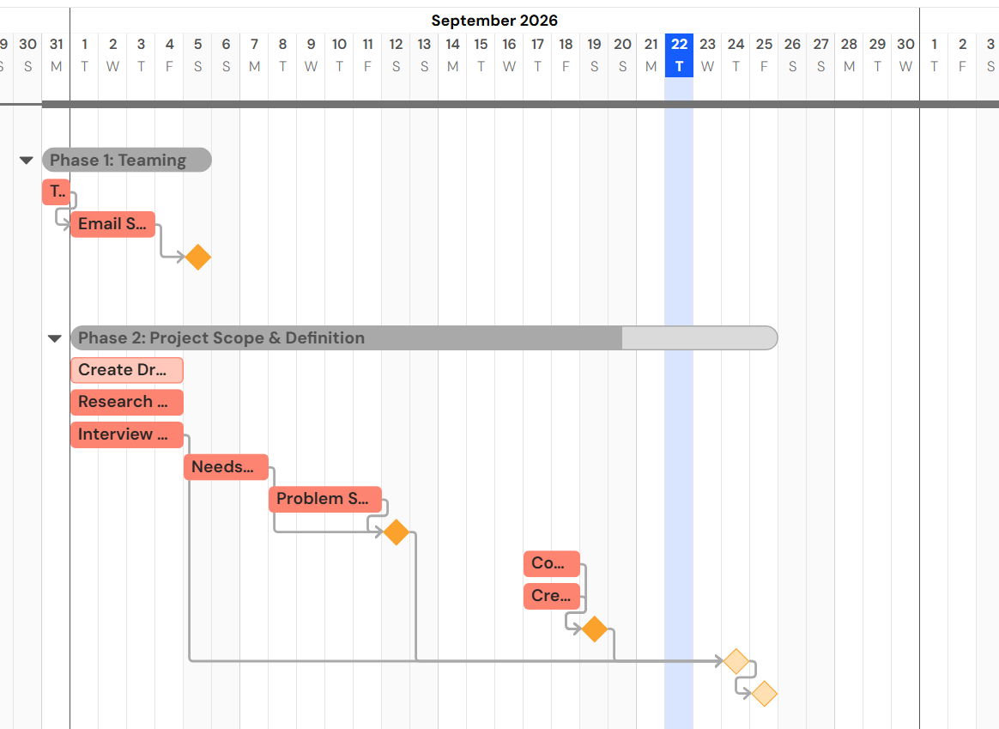 September 2026
30 31 1 2 3 4 5 6 7 8 9 10 11 12 13 14 15 16 17 18 19 20 21 22 23 24 25 26 27 28 29 30 1 2 3
S S M T W T F S S M T W T F S S M T W T F S S M T W T F S S M T W T F S
Phase 1: Teaming
T..
Email S...
Phase 2: Project Scope & Definition
Create Dr...
Research ...
Interview ...
Needs...
Problem S...
Co...
Cre...